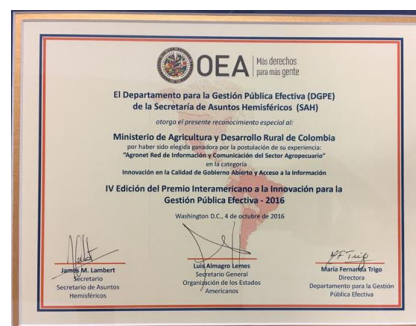 OEA
Más derechos
para más gente
El Departamento para la Gestión Pública Efectiva (DGPE)
de la Secretaría de Asuntos Hemisféricos (SAH)
otorga el presente reconocimiento especial al:
Ministerio de Agricultura y Desarrollo Rural de Colombia
por haber sido elegida ganadora por la postulación de su experiencia:
"Agronet Red de Información y Comunicación del Sector Agropecuario"
en la categoría
Innovación en la Calidad de Gobierno Abierto y Acceso a la Información
IV Edición del Premio Interamericano a la Innovación para la
Gestión Pública Efectiva - 2016
Washington D.C., 4 de octubre de 2016
James M. Lambert
Secretario
Secretario de Asuntos
Hemisféricos
Luis Almagro Lemes
Secretario General
Organización de los Estados
Americanos
María Fernanda Trigo
Directora
Departamento para la Gestión
Pública Efectiva